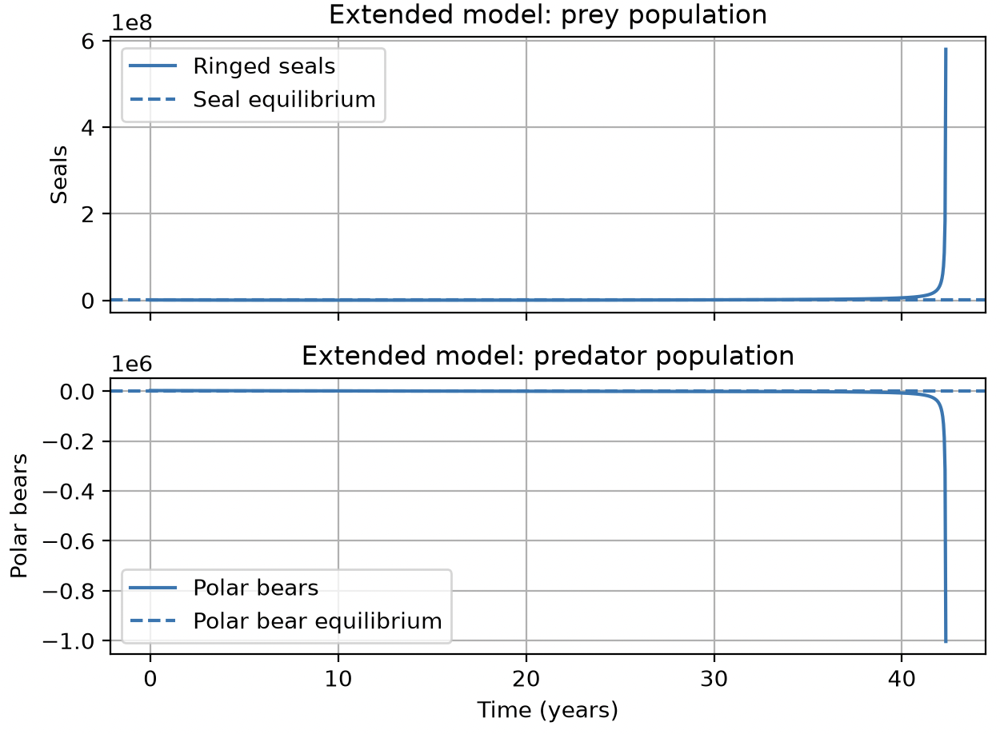 Extended model: prey population
1e8
6
4
2
0
Seals
Ringed seals
Seal equilibrium
Extended model: predator population
1e6
0.0
−0.2
−0.4
−0.6
−0.8
−1.0
Polar bears
Polar bears
Polar bear equilibrium
0 10 20 30 40
Time (years)